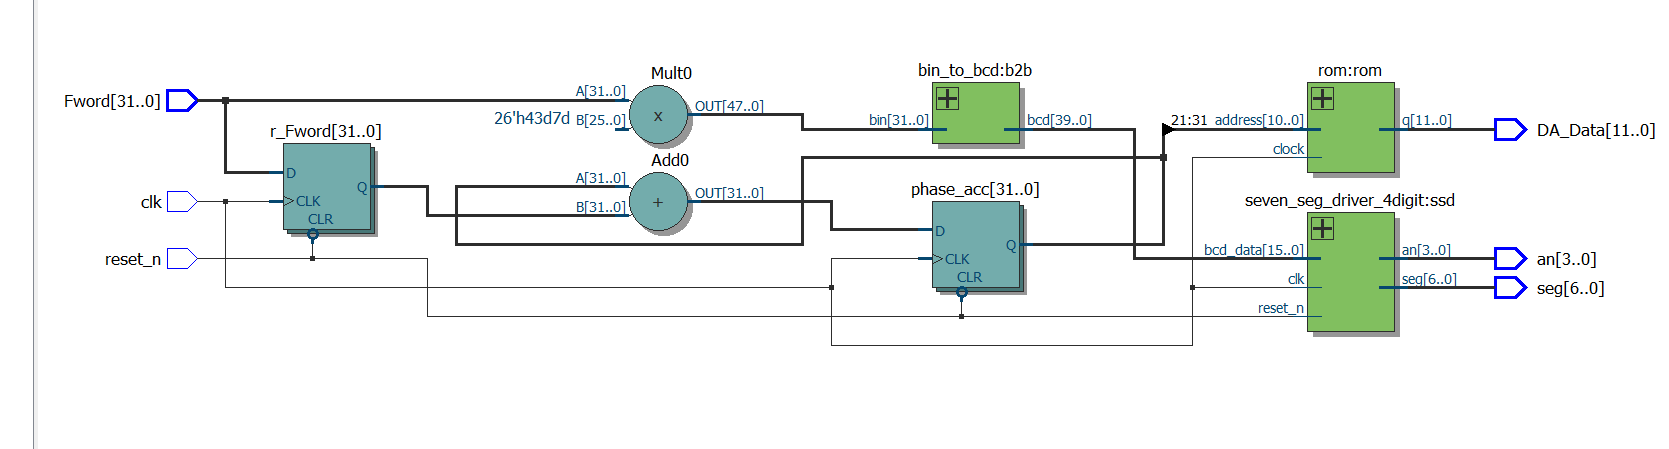 Mult0
bin_to_bcd:b2b
rom:rom
Fword[31..0]
A[31..0]
26'h43d7d B[25..0]
x
OUT[47..0]
bin[31..0]
bcd[39..0]
21:31 address[10..0]
q[11..0]
DA_Data[11..0]
clock
r_Fword[31..0]
D
Q
CLK
CLR
clk
Add0
A[31..0]
B[31..0]
+
OUT[31..0]
phase_acc[31..0]
D
Q
CLK
CLR
seven_seg_driver_4digit:ssd
bcd_data[15..0]
an[3..0]
an[3..0]
clk
seg[6..0]
seg[6..0]
reset_n
reset_n